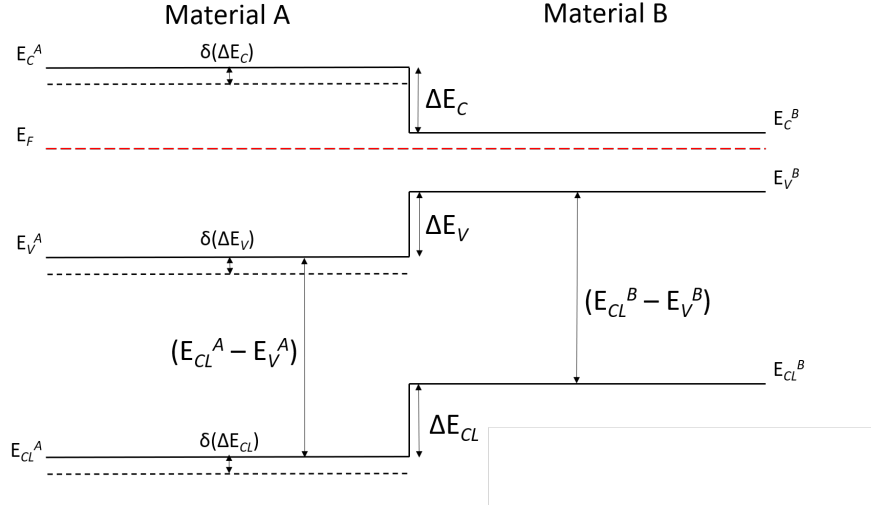 Material A
Material B
E_C^A
δ(ΔE_C)
ΔE_C
E_C^B
E_F
E_V^B
E_V^A
δ(ΔE_V)
ΔE_V
(E_CL^A – E_V^A)
(E_CL^B – E_V^B)
E_CL^B
E_CL^A
δ(ΔE_CL)
ΔE_CL